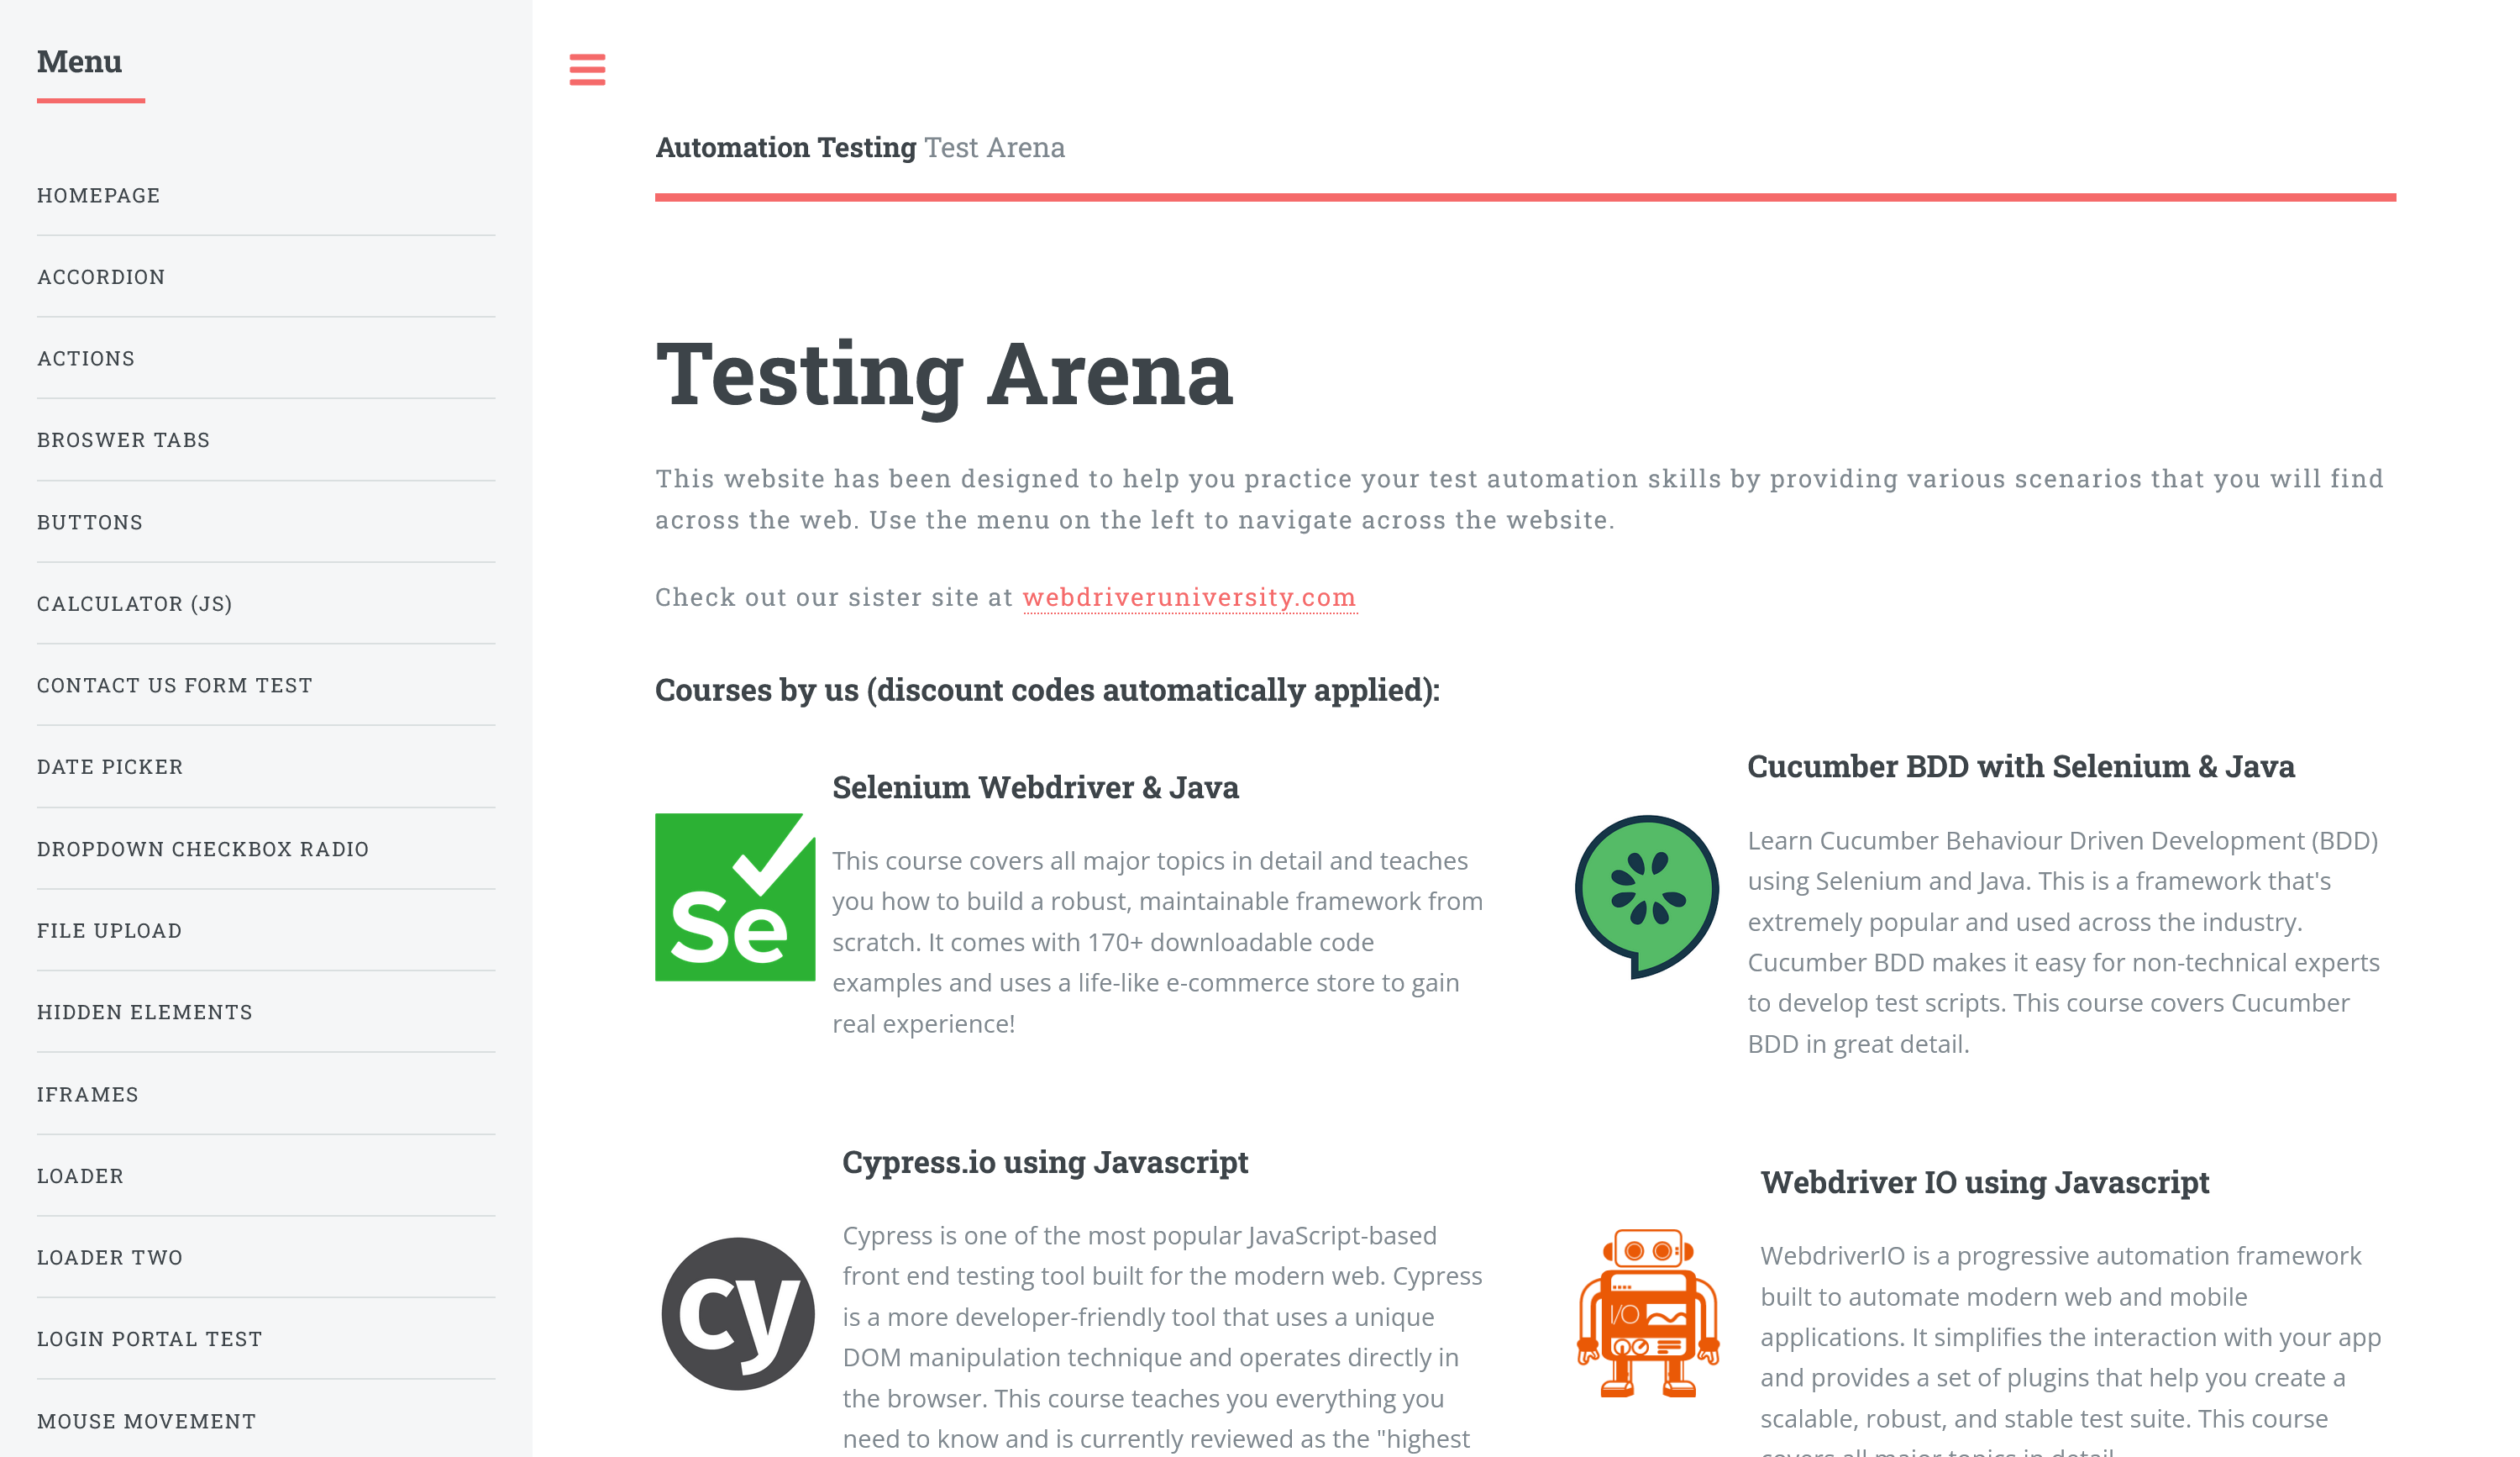 Menu
HOMEPAGE
ACCORDION
ACTIONS
BROSWER TABS
BUTTONS
CALCULATOR (JS)
CONTACT US FORM TEST
DATE PICKER
DROPDOWN CHECKBOX RADIO
FILE UPLOAD
HIDDEN ELEMENTS
IFRAMES
LOADER
LOADER TWO
LOGIN PORTAL TEST
MOUSE MOVEMENT
Automation Testing Test Arena
Testing Arena
This website has been designed to help you practice your test automation skills by providing various scenarios that you will find
across the web. Use the menu on the left to navigate across the website.
Check out our sister site at webdriveruniversity.com
Courses by us (discount codes automatically applied):
Se
Selenium Webdriver & Java
This course covers all major topics in detail and teaches
you how to build a robust, maintainable framework from
scratch. It comes with 170+ downloadable code
examples and uses a life-like e-commerce store to gain
real experience!
Cucumber BDD with Selenium & Java
Learn Cucumber Behaviour Driven Development (BDD)
using Selenium and Java. This is a framework that's
extremely popular and used across the industry.
Cucumber BDD makes it easy for non-technical experts
to develop test scripts. This course covers Cucumber
BDD in great detail.
cy
Cypress.io using Javascript
Cypress is one of the most popular JavaScript-based
front end testing tool built for the modern web. Cypress
is a more developer-friendly tool that uses a unique
DOM manipulation technique and operates directly in
the browser. This course teaches you everything you
need to know and is currently reviewed as the "highest
I/O
Webdriver IO using Javascript
WebdriverIO is a progressive automation framework
built to automate modern web and mobile
applications. It simplifies the interaction with your app
and provides a set of plugins that help you create a
scalable, robust, and stable test suite. This course
covers all major topics in detail